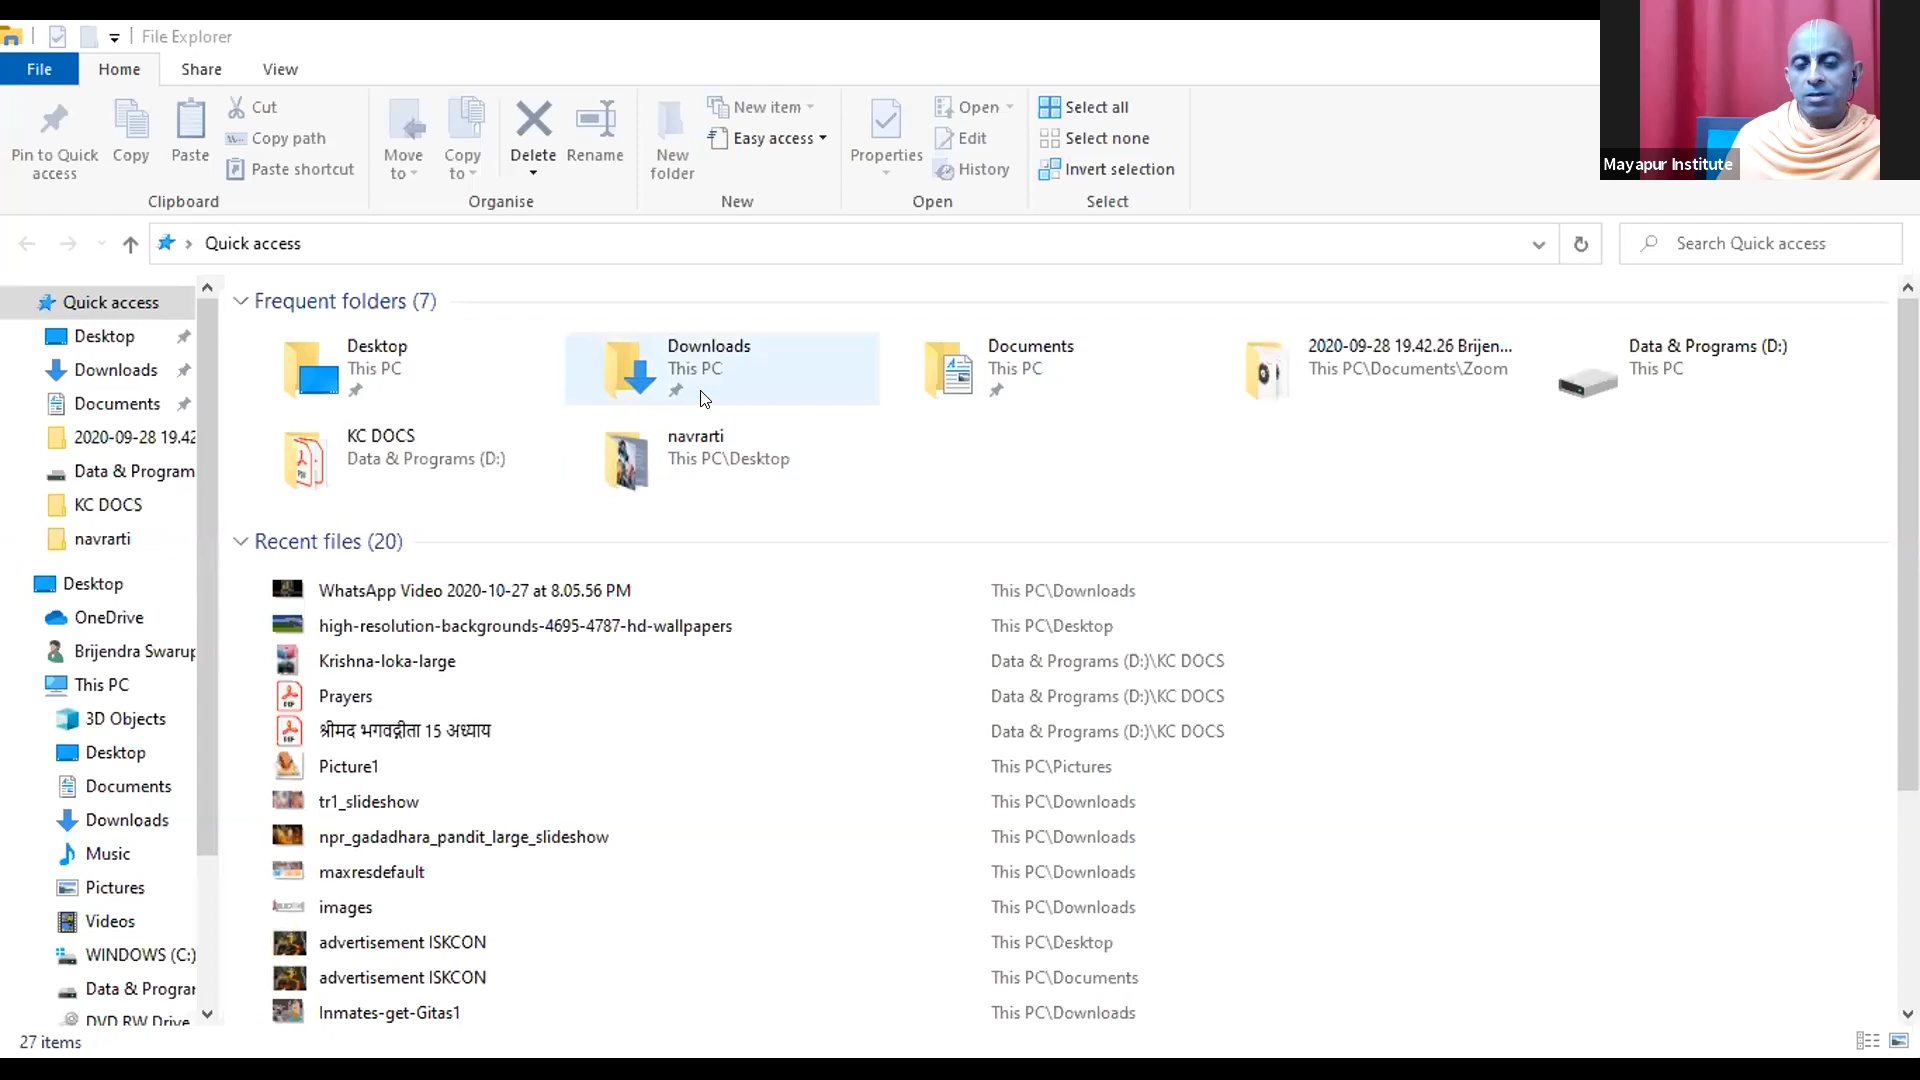 File Explorer
File Home Share View
Pin to Quick access
Copy
Paste
Cut
Copy path
Paste shortcut
Clipboard
Move to
Copy to
Delete
Rename
Organise
New folder
New item
Easy access
New
Properties
Open
Edit
History
Open
Select all
Select none
Invert selection
Select
Mayapur Institute
Quick access
Search Quick access
Quick access
Desktop
Downloads
Documents
2020-09-28 19.42
Data & Program
KC DOCS
navrarti
Desktop
OneDrive
Brijendra Swarup
This PC
3D Objects
Desktop
Documents
Downloads
Music
Pictures
Videos
WINDOWS (C:)
Data & Prograr
DVD RW Drive
Frequent folders (7)
Desktop
This PC
Downloads
This PC
Documents
This PC
2020-09-28 19.42.26 Brijen...
This PC\Documents\Zoom
Data & Programs (D:)
This PC
KC DOCS
Data & Programs (D:)
navrarti
This PC\Desktop
Recent files (20)
WhatsApp Video 2020-10-27 at 8.05.56 PM This PC\Downloads
high-resolution-backgrounds-4695-4787-hd-wallpapers This PC\Desktop
Krishna-loka-large Data & Programs (D:)\KC DOCS
Prayers Data & Programs (D:)\KC DOCS
श्रीमद भगवद्गीता 15 अध्याय Data & Programs (D:)\KC DOCS
Picture1 This PC\Pictures
tr1_slideshow This PC\Downloads
npr_gadadhara_pandit_large_slideshow This PC\Downloads
maxresdefault This PC\Downloads
images This PC\Downloads
advertisement ISKCON This PC\Desktop
advertisement ISKCON This PC\Documents
Inmates-get-Gitas1 This PC\Downloads
27 items